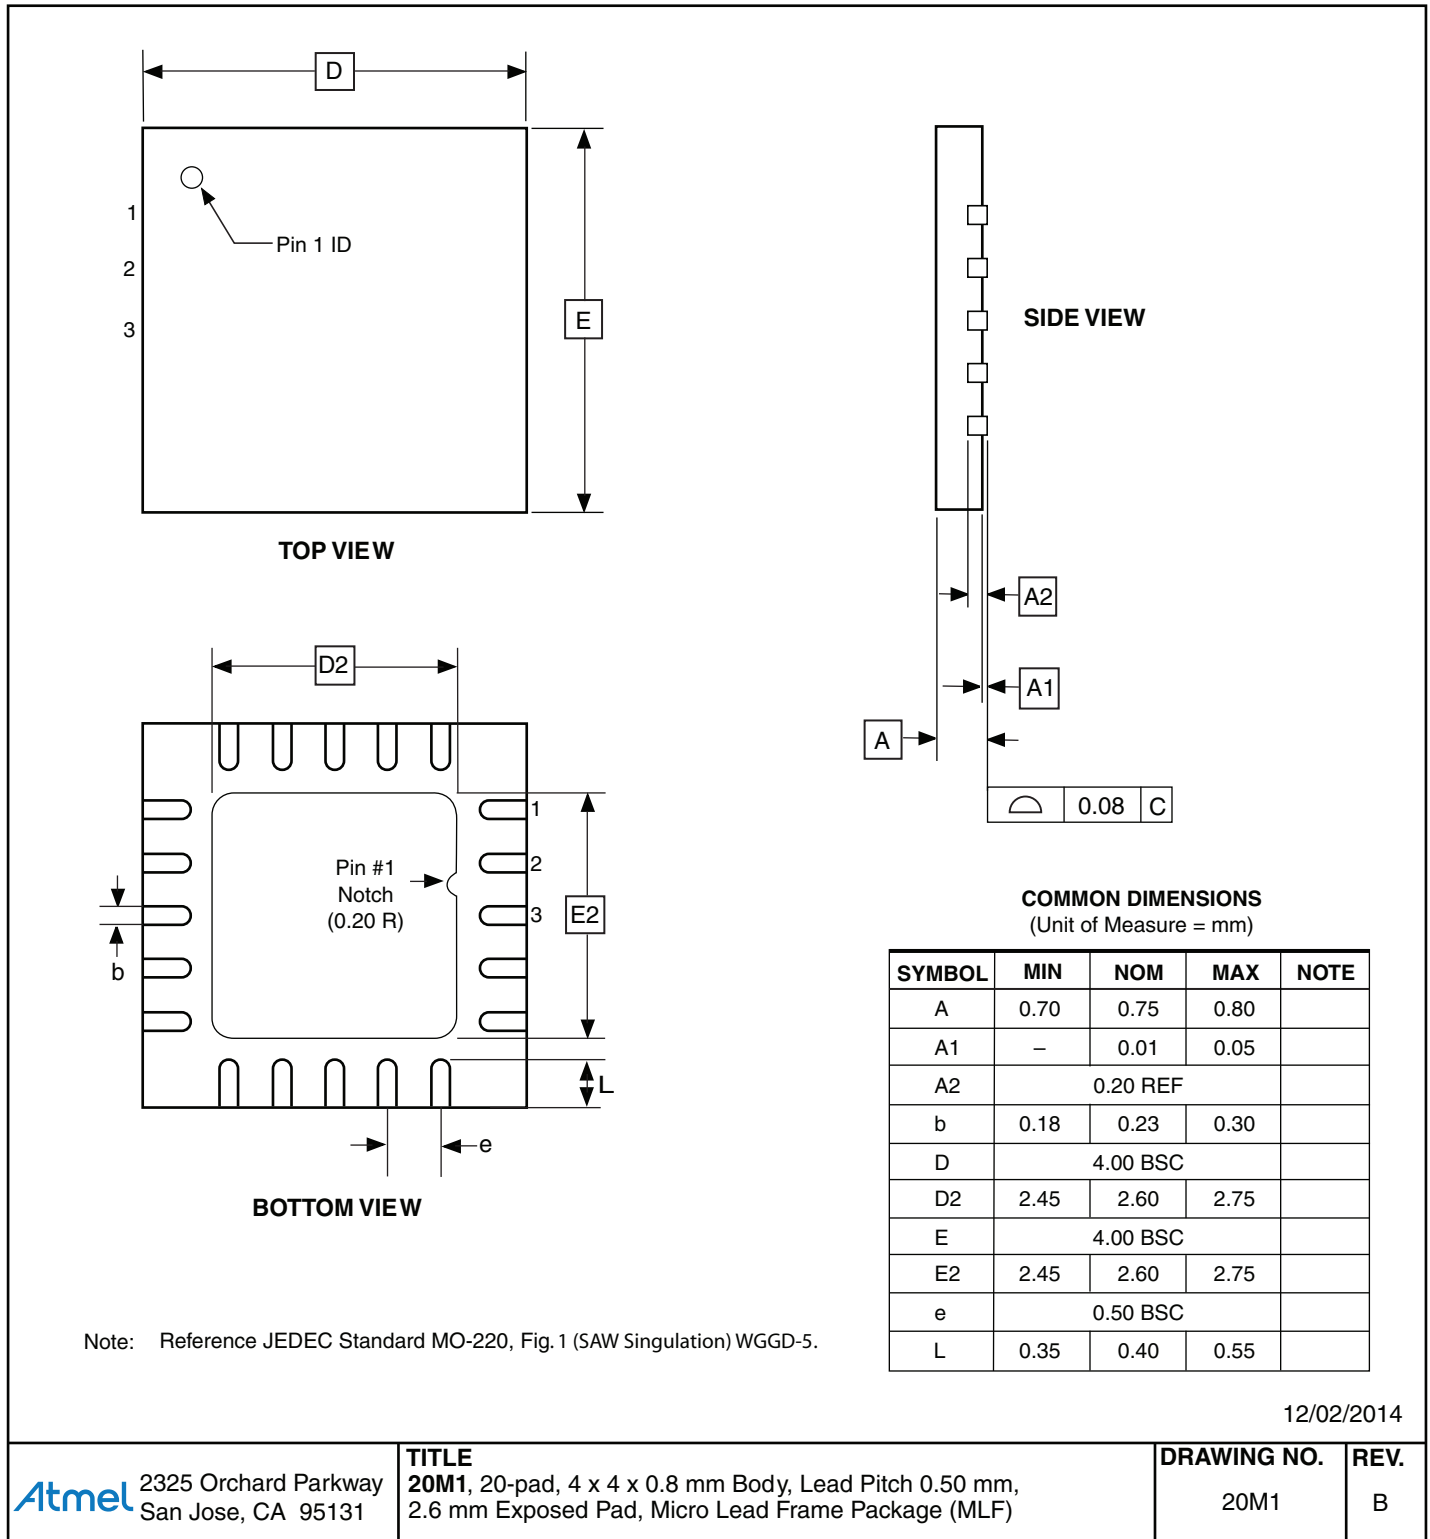 D
1
2
3
Pin 1 ID
E
TOP VIEW
SIDE VIEW
A2
A1
A
0.08 C
D2
1
2
3
Pin #1
Notch
(0.20 R)
E2
b
L
e
BOTTOM VIEW
COMMON DIMENSIONS
(Unit of Measure = mm)
SYMBOL MIN NOM MAX NOTE
A 0.70 0.75 0.80
A1 – 0.01 0.05
A2 0.20 REF
b 0.18 0.23 0.30
D 4.00 BSC
D2 2.45 2.60 2.75
E 4.00 BSC
E2 2.45 2.60 2.75
e 0.50 BSC
L 0.35 0.40 0.55
Note: Reference JEDEC Standard MO-220, Fig. 1 (SAW Singulation) WGGD-5.
12/02/2014
Atmel
2325 Orchard Parkway
San Jose, CA 95131
TITLE
20M1, 20-pad, 4 x 4 x 0.8 mm Body, Lead Pitch 0.50 mm,
2.6 mm Exposed Pad, Micro Lead Frame Package (MLF)
DRAWING NO.
20M1
REV.
B